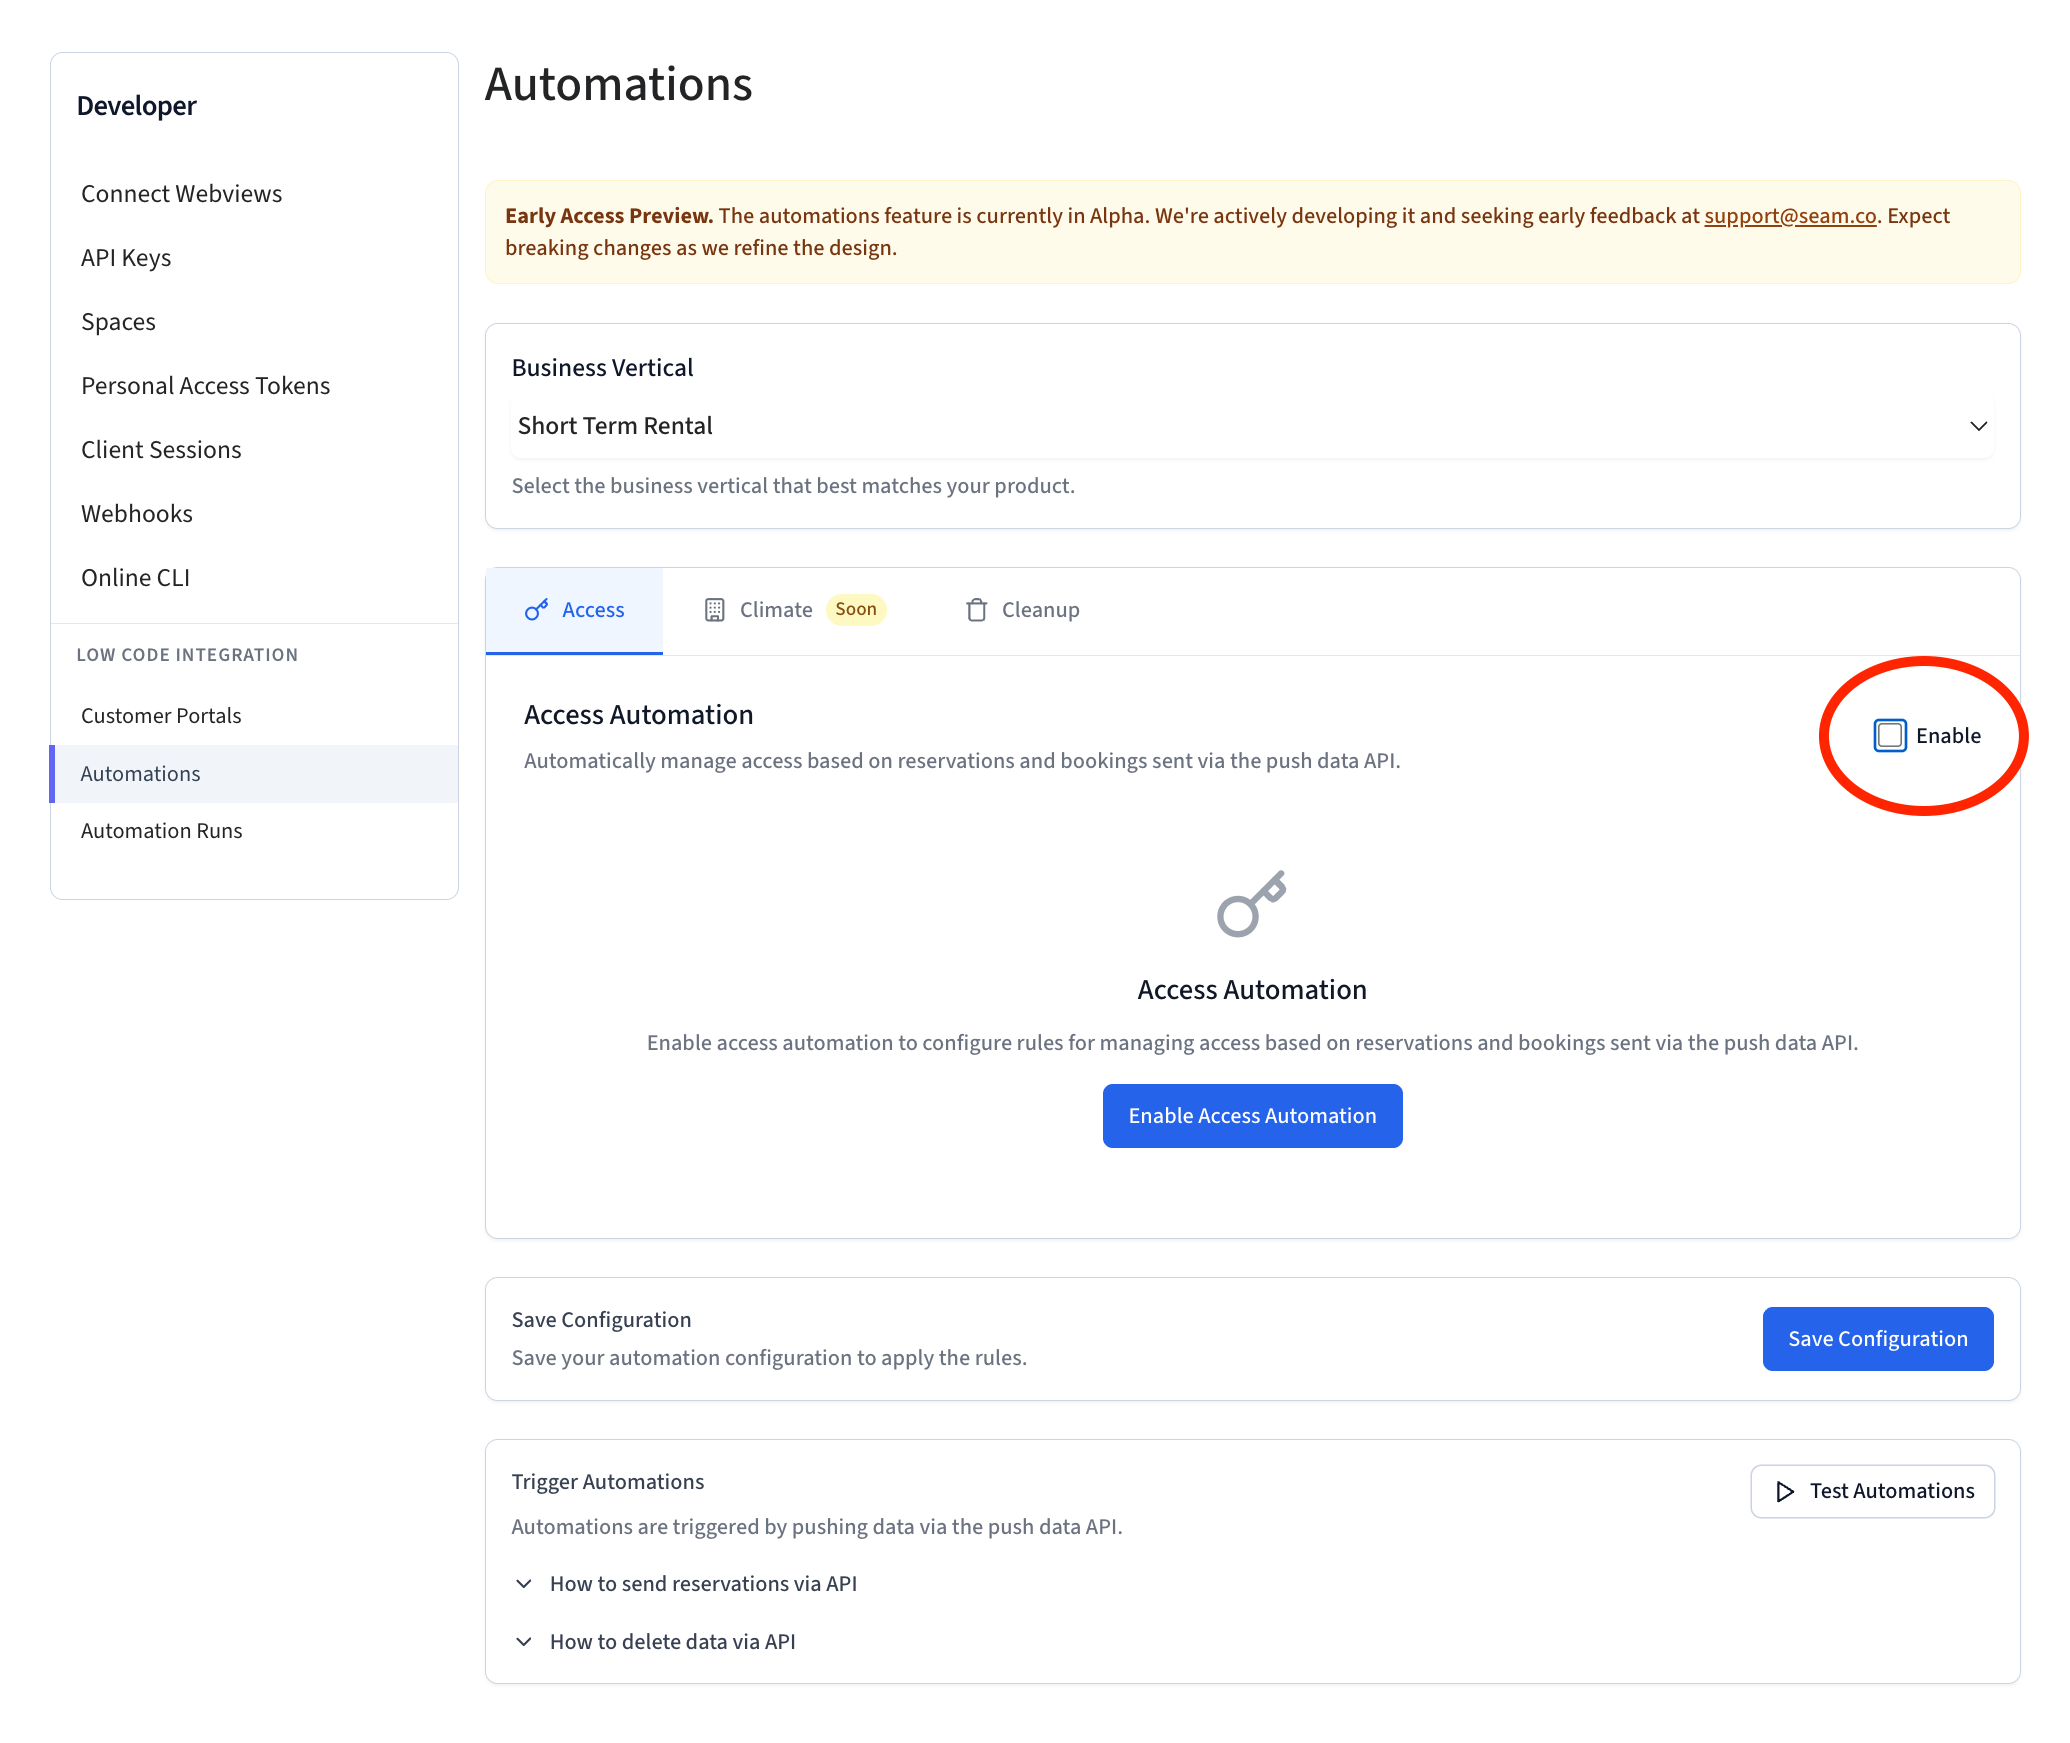 Developer
Connect Webviews
API Keys
Spaces
Personal Access Tokens
Client Sessions
Webhooks
Online CLI
LOW CODE INTEGRATION
Customer Portals
Automations
Automation Runs
Automations
Early Access Preview. The automations feature is currently in Alpha. We're actively developing it and seeking early feedback at support@seam.co. Expect
breaking changes as we refine the design.
Business Vertical
Short Term Rental
Select the business vertical that best matches your product.
Access Climate Soon Cleanup
Access Automation
Automatically manage access based on reservations and bookings sent via the push data API.
Enable
Access Automation
Enable access automation to configure rules for managing access based on reservations and bookings sent via the push data API.
Enable Access Automation
Save Configuration
Save your automation configuration to apply the rules.
Save Configuration
Trigger Automations
Automations are triggered by pushing data via the push data API.
Test Automations
How to send reservations via API
How to delete data via API